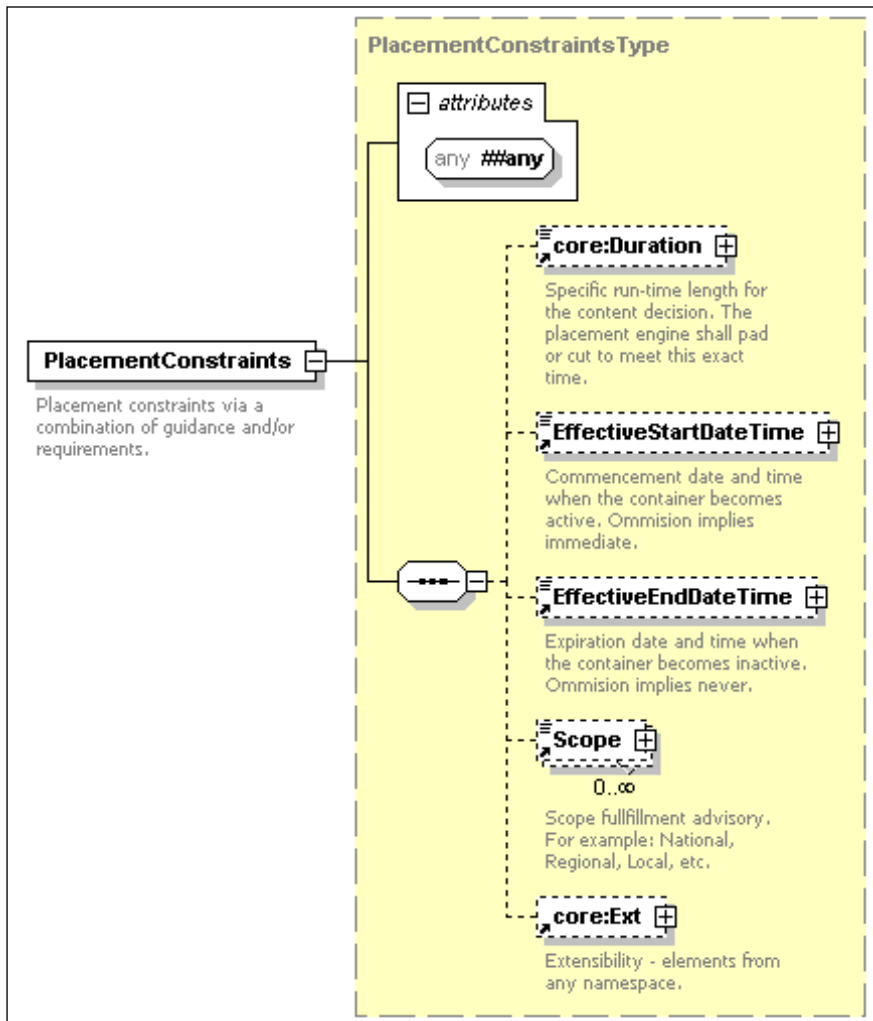 PlacementConstraintsType
attributes
any ##any
core:Duration
Specific run-time length for
the content decision. The
placement engine shall pad
or cut to meet this exact
time.
PlacementConstraints
Placement constraints via a
combination of guidance and/or
requirements.
EffectiveStartDateTime
Commencement date and time
when the container becomes
active. Ommision implies
immediate.
EffectiveEndDateTime
Expiration date and time when
the container becomes inactive.
Ommision implies never.
Scope
0..∞
Scope fullfillment advisory.
For example: National,
Regional, Local, etc.
core:Ext
Extensibility - elements from
any namespace.